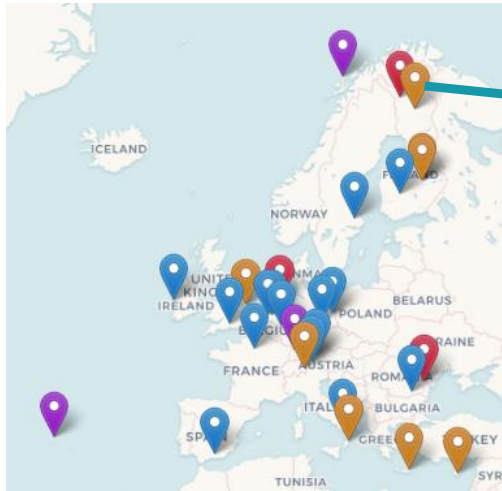 ICELAND
FINLAND
NORWAY
UNITED
KINGDOM
IRELAND
BELARUS
POLAND
BELGIUM
UKRAINE
AUSTRIA
FRANCE
ROMANIA
ITALY
BULGARIA
SPAIN
GREECE
TURKEY
TUNISIA
SYR